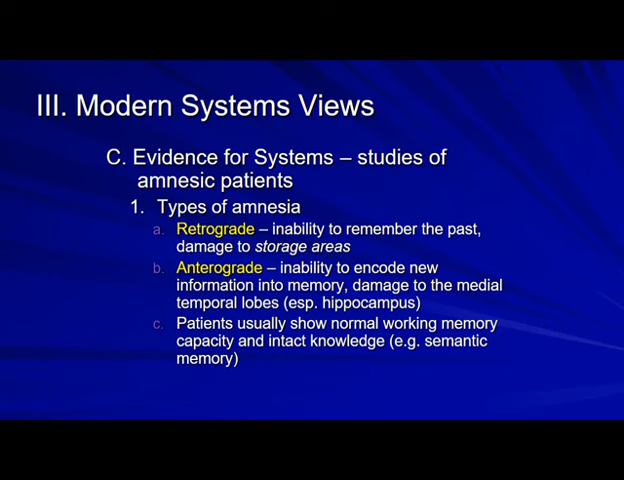 III. Modern Systems Views
C. Evidence for Systems – studies of
amnesic patients
1. Types of amnesia
a. Retrograde – inability to remember the past,
damage to storage areas
b. Anterograde – inability to encode new
information into memory, damage to the medial
temporal lobes (esp. hippocampus)
c. Patients usually show normal working memory
capacity and intact knowledge (e.g. semantic
memory)